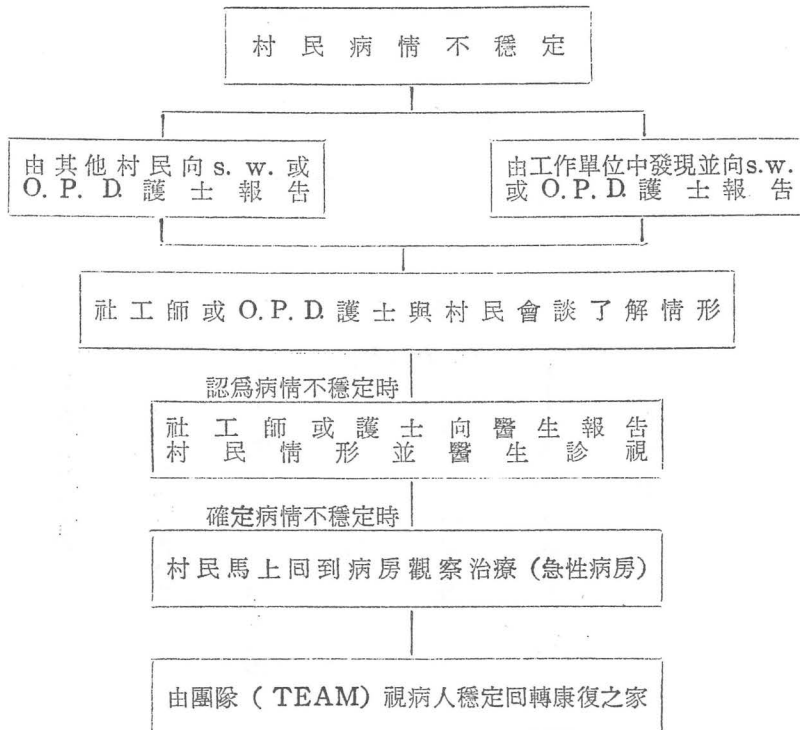 村民病情不穩定
由其他村民向s. w. 或
O. P. D. 護士報告
由工作單位中發現並向s.w.
或O.P.D.護士報告
社工師或O.P.D.護士與村民會談了解情形
認爲病情不穩定時
社工師或護士向醫生報告
村民情形並醫生診視
確定病情不穩定時
村民馬上回到病房觀察治療(急性病房)
由團隊(TEAM)視病人穩定回轉康復之家